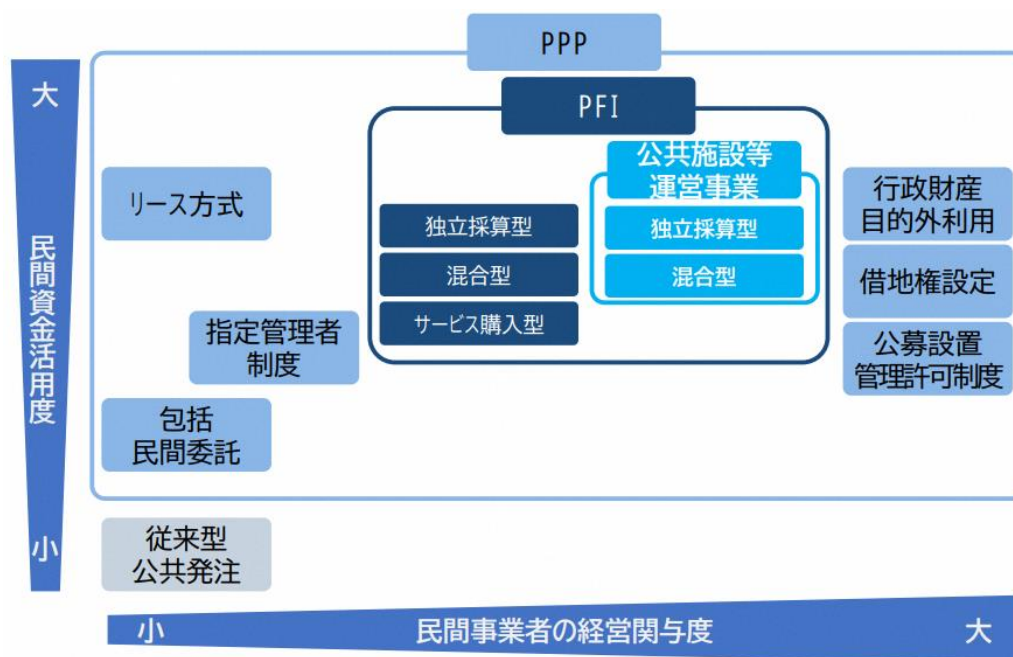 PPP
PFI
大
民間資金活用度
小
リース方式
指定管理者
制度
包括
民間委託
従来型
公共発注
独立採算型
混合型
サービス購入型
公共施設等
運営事業
独立採算型
混合型
行政財産
目的外利用
借地権設定
公募設置
管理許可制度
小
民間事業者の経営関与度
大